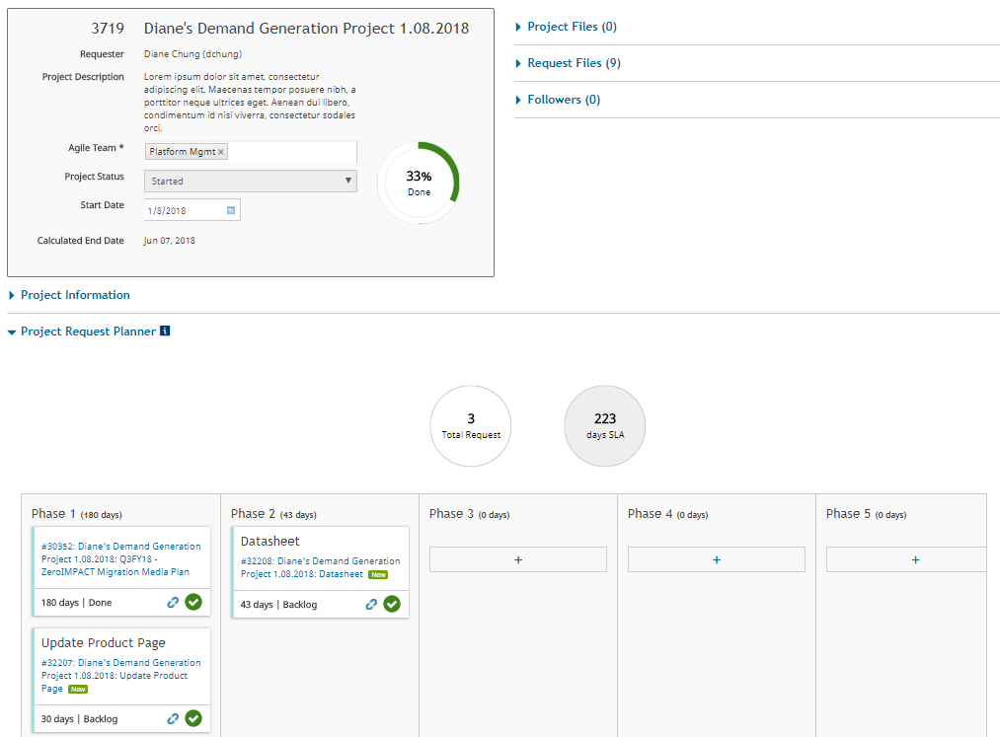 3719 Diane's Demand Generation Project 1.08.2018
Requester Diane Chung (dchung)
Project Description Lorem ipsum dolor sit amet, consectetur
adipiscing elit. Maecenas tempor posuere nibh, a
porttitor neque ultrices eget. Aenean dui libero,
condimentum id nisi viverra, consectetur sodales
orci.
Agile Team * Platform Mgmt ×
Project Status Started
Start Date 1/8/2018
Calculated End Date Jun 07, 2018
33%
Done
Project Files (0)
Request Files (9)
Followers (0)
Project Information
Project Request Planner i
3
Total Request
223
days SLA
Phase 1 (180 days)
#30352: Diane's Demand Generation
Project 1.08.2018: Q3FY18 -
ZeroIMPACT Migration Media Plan
180 days | Done
Update Product Page
#32207: Diane's Demand Generation
Project 1.08.2018: Update Product
Page New
30 days | Backlog
Phase 2 (43 days)
Datasheet
#32208: Diane's Demand Generation
Project 1.08.2018: Datasheet New
43 days | Backlog
Phase 3 (0 days)
+
Phase 4 (0 days)
+
Phase 5 (0 days)
+